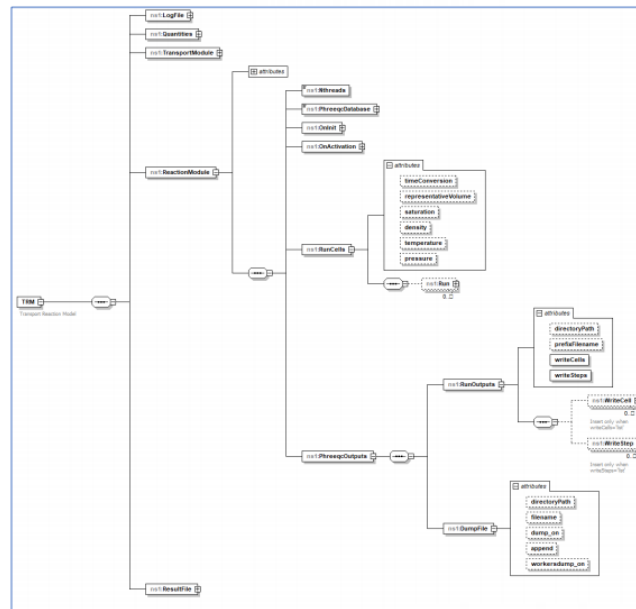 ns1:LogFile
ns1:Quantities
ns1:TransportModule
attributes
ns1:Nthreads
ns1:PhreeqcDatabase
ns1:OnInit
ns1:OnActivation
ns1:ReactionModule
attributes
timeConversion
representativeVolume
saturation
density
temperature
pressure
ns1:RunCells
ns1:Run
0..
TRM
Transport Reaction Model
attributes
directoryPath
prefixFilename
writeCells
writeSteps
ns1:RunOutputs
ns1:WriteCell
0..
Insert only when
writeCells=
ns1:WriteStep
0..
Insert only when
writeSteps=
ns1:PhreeqcOutputs
attributes
directoryPath
filename
dump_on
append
workersdump_on
ns1:DumpFile
ns1:ResultFile